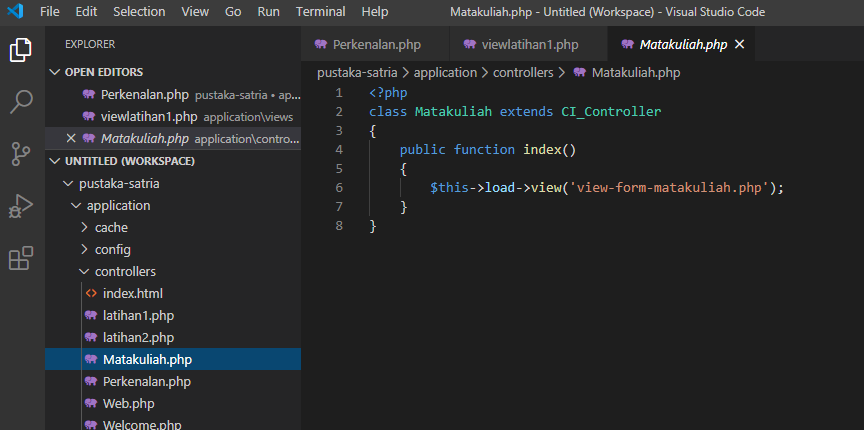 File Edit Selection View Go Run Terminal Help Matakuliah.php - Untitled (Workspace) - Visual Studio Code
EXPLORER
OPEN EDITORS
Perkenalan.php pustaka-satria • ap...
viewlatihan1.php application\views
Matakuliah.php application\contro...
UNTITLED (WORKSPACE)
pustaka-satria
application
cache
config
controllers
index.html
latihan1.php
latihan2.php
Matakuliah.php
Perkenalan.php
Web.php
Welcome.php
Perkenalan.php viewlatihan1.php Matakuliah.php
pustaka-satria > application > controllers > Matakuliah.php
1 <?php
2 class Matakuliah extends CI_Controller
3 {
4 public function index()
5 {
6 $this->load->view('view-form-matakuliah.php');
7 }
8 }